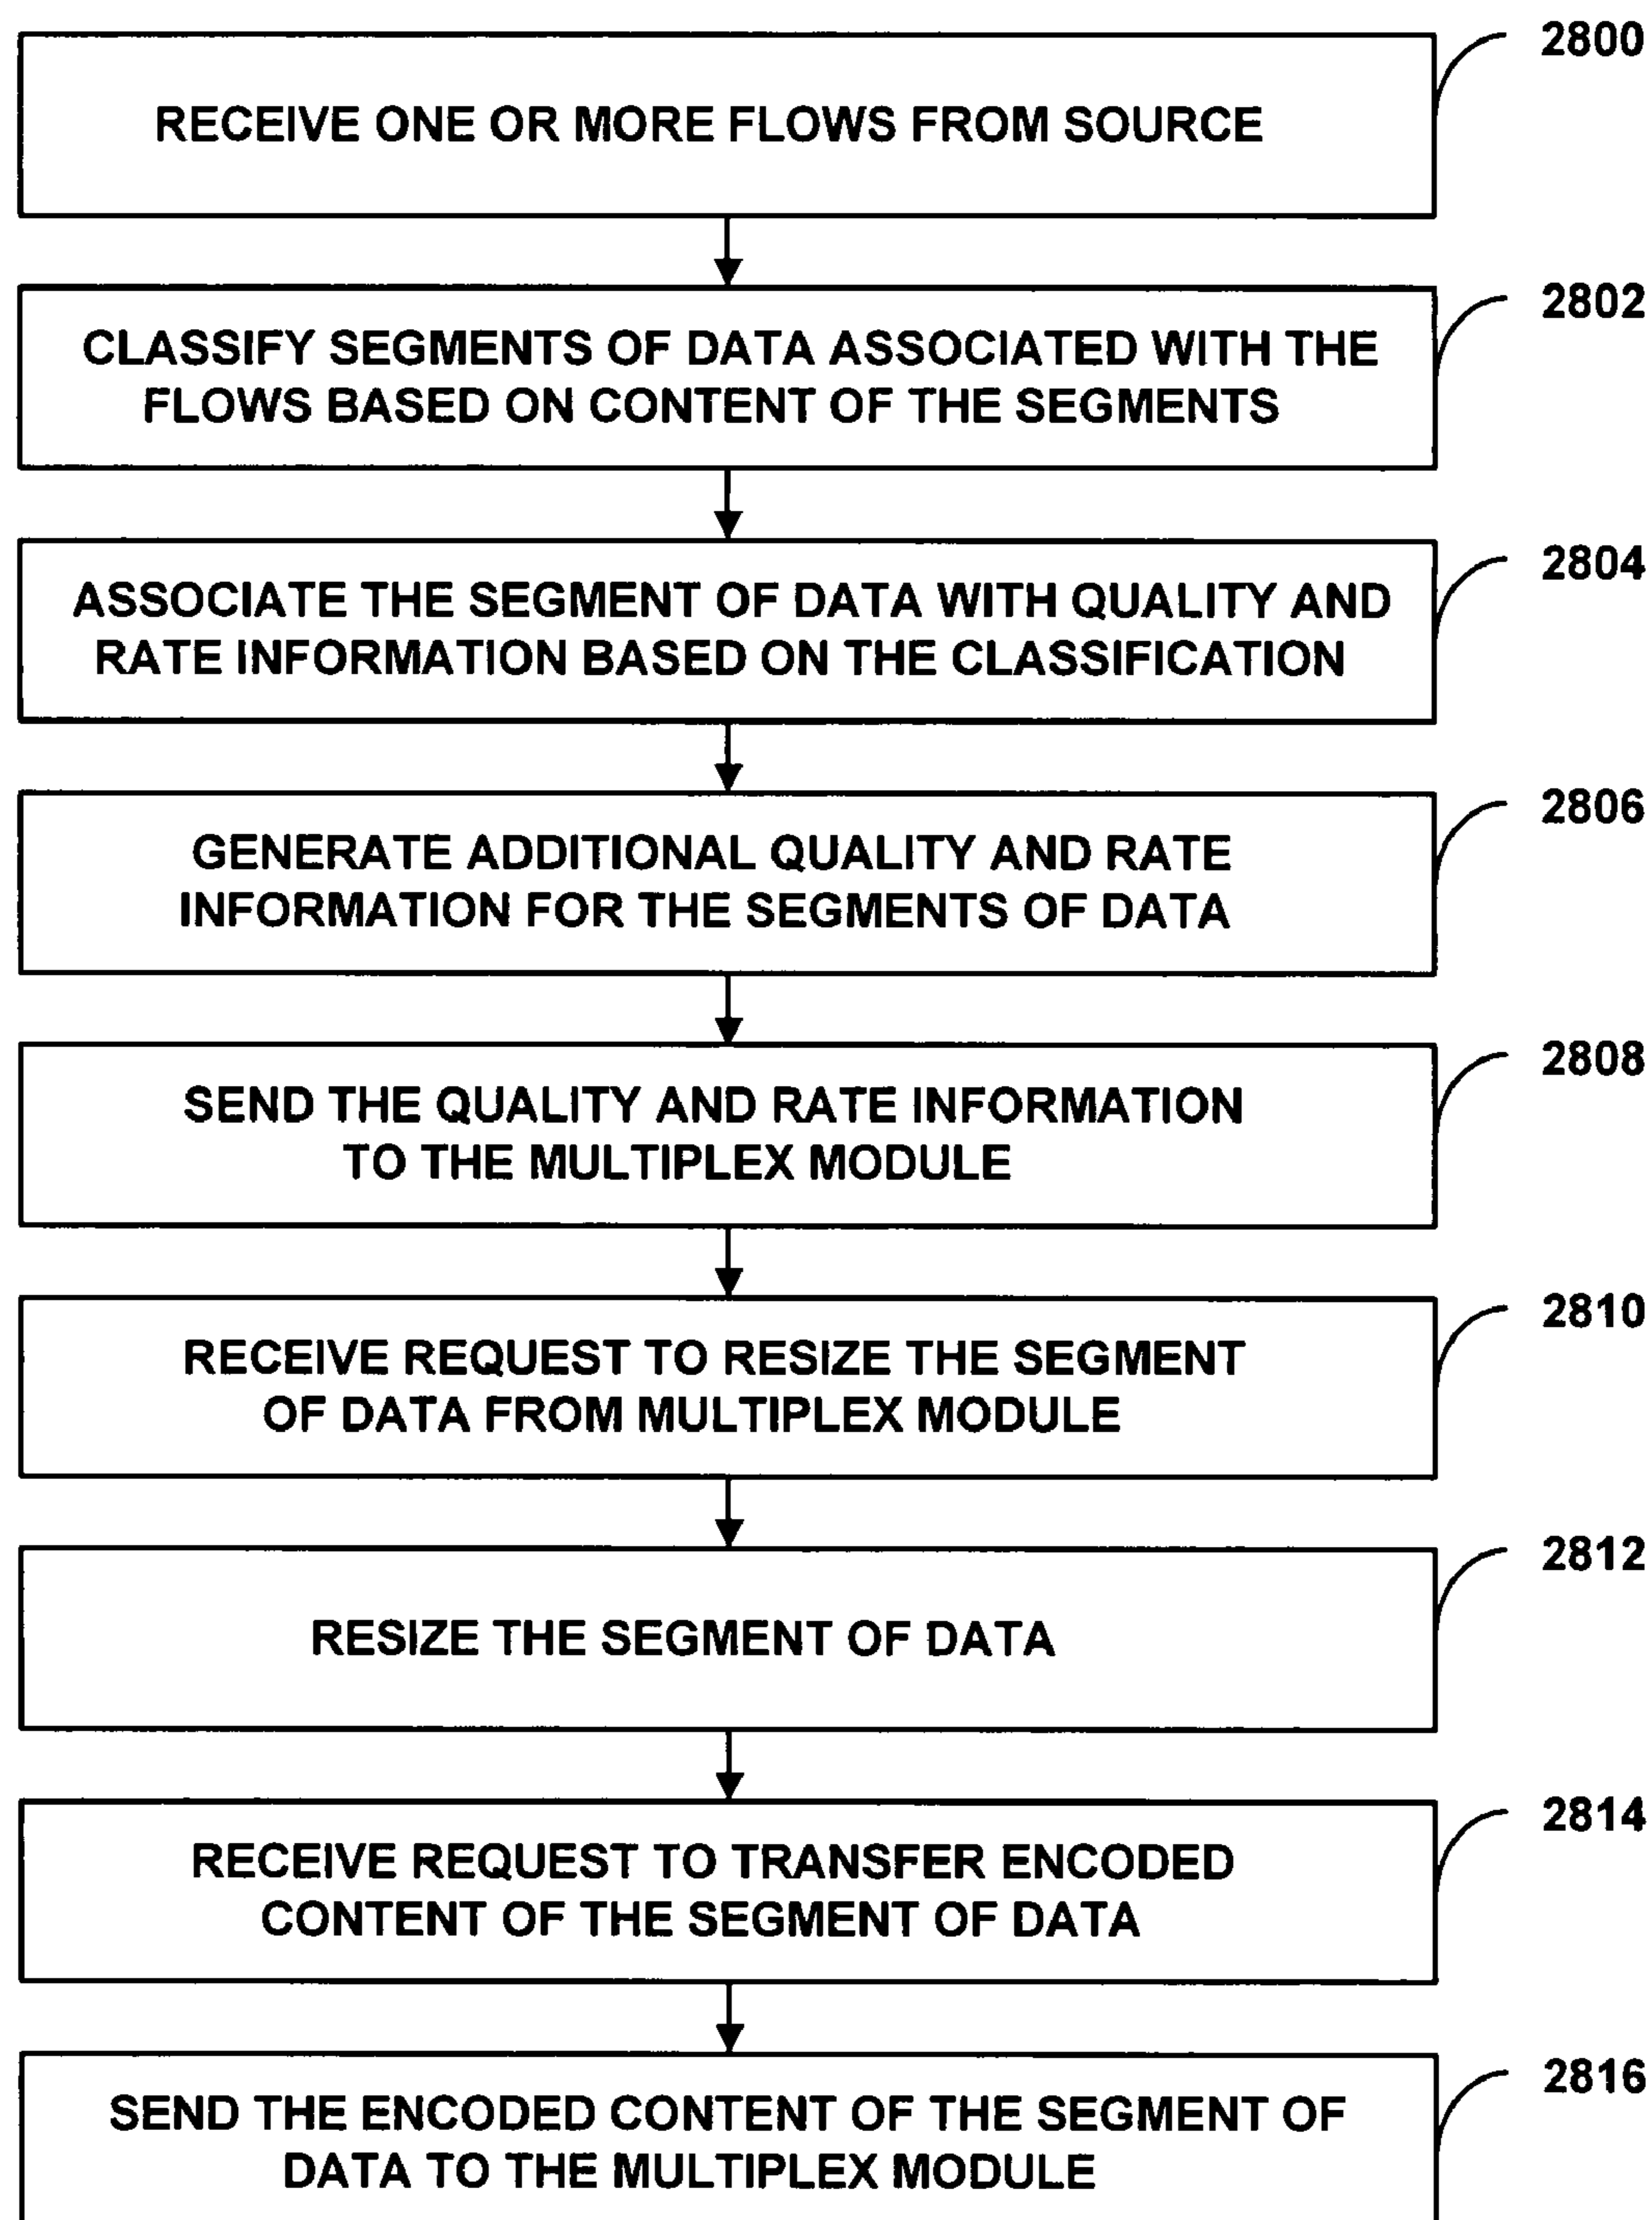 2800
RECEIVE ONE OR MORE FLOWS FROM SOURCE
2802
CLASSIFY SEGMENTS OF DATA ASSOCIATED WITH THE
FLOWS BASED ON CONTENT OF THE SEGMENTS
2804
ASSOCIATE THE SEGMENT OF DATA WITH QUALITY AND
RATE INFORMATION BASED ON THE CLASSIFICATION
2806
GENERATE ADDITIONAL QUALITY AND RATE
INFORMATION FOR THE SEGMENTS OF DATA
2808
SEND THE QUALITY AND RATE INFORMATION
TO THE MULTIPLEX MODULE
2810
RECEIVE REQUEST TO RESIZE THE SEGMENT
OF DATA FROM MULTIPLEX MODULE
2812
RESIZE THE SEGMENT OF DATA
2814
RECEIVE REQUEST TO TRANSFER ENCODED
CONTENT OF THE SEGMENT OF DATA
2816
SEND THE ENCODED CONTENT OF THE SEGMENT OF
DATA TO THE MULTIPLEX MODULE